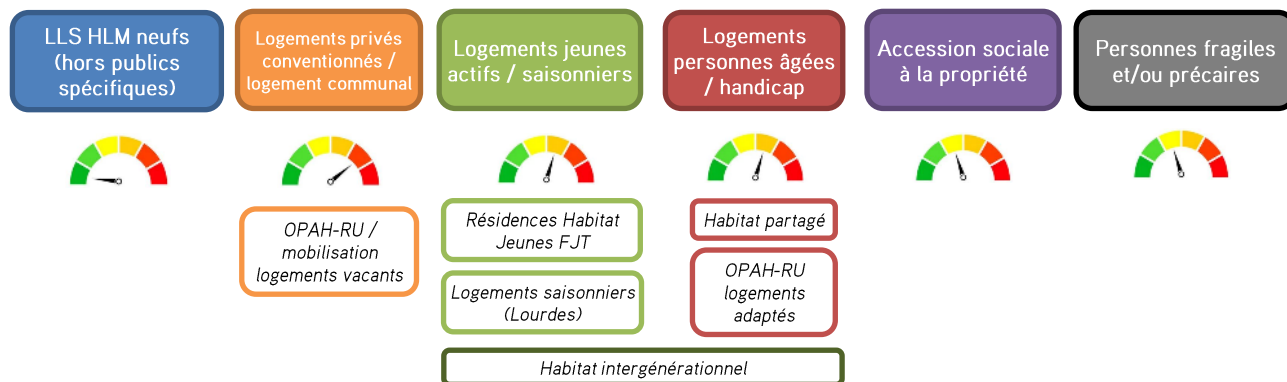 LLS HLM neufs
(hors publics
spécifiques)
Logements privés
conventionnés /
logement communal
Logements jeunes
actifs / saisonniers
Logements
personnes âgées
/ handicap
Accession sociale
à la propriété
Personnes fragiles
et/ou précaires
OPAH-RU /
mobilisation
logements vacants
Résidences Habitat
Jeunes FJT
Logements saisonniers
(Lourdes)
Habitat partagé
OPAH-RU
logements
adaptés
Habitat intergénérationnel